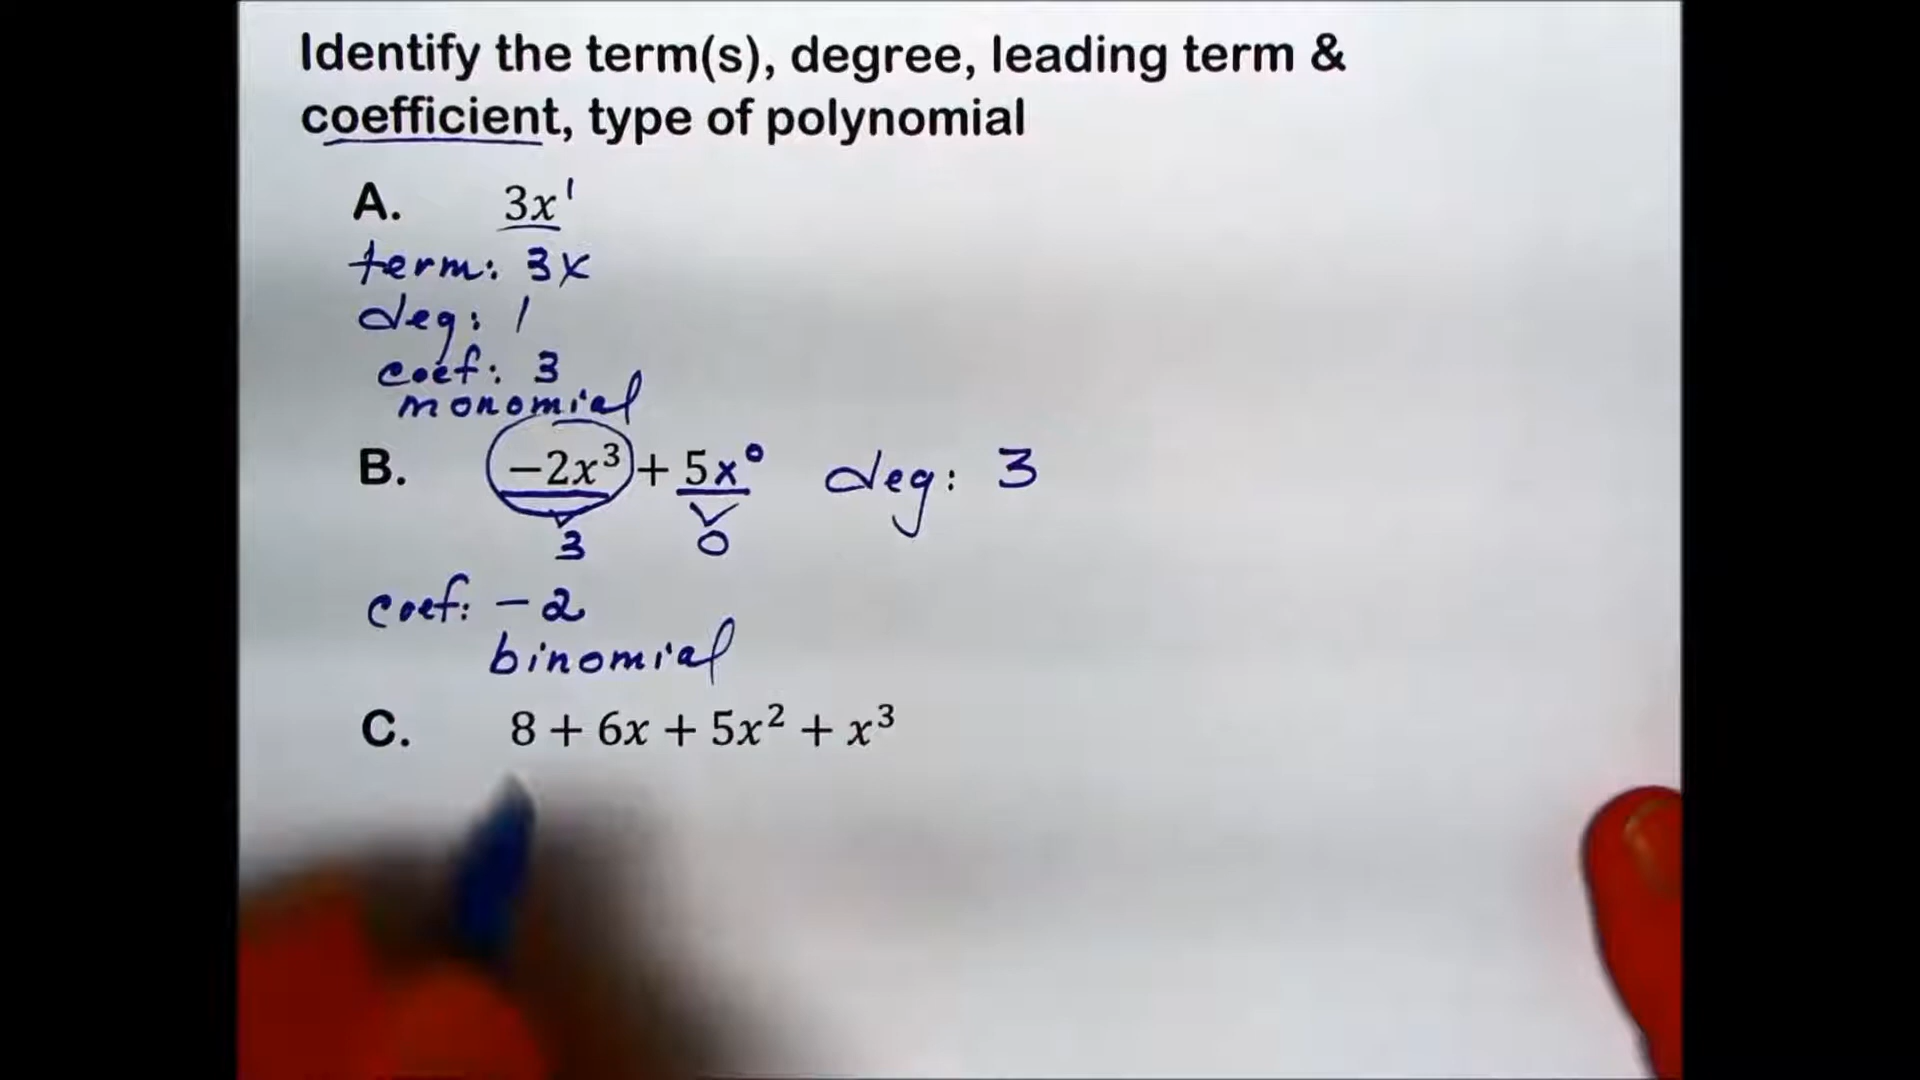 Identify the term(s), degree, leading term &
coefficient, type of polynomial
A. 3x¹
term: 3x
deg: 1
coef: 3
monomial
B. −2x³ + 5x⁰ deg: 3
3 0
coef: −2
binomial
C. 8 + 6x + 5x² + x³